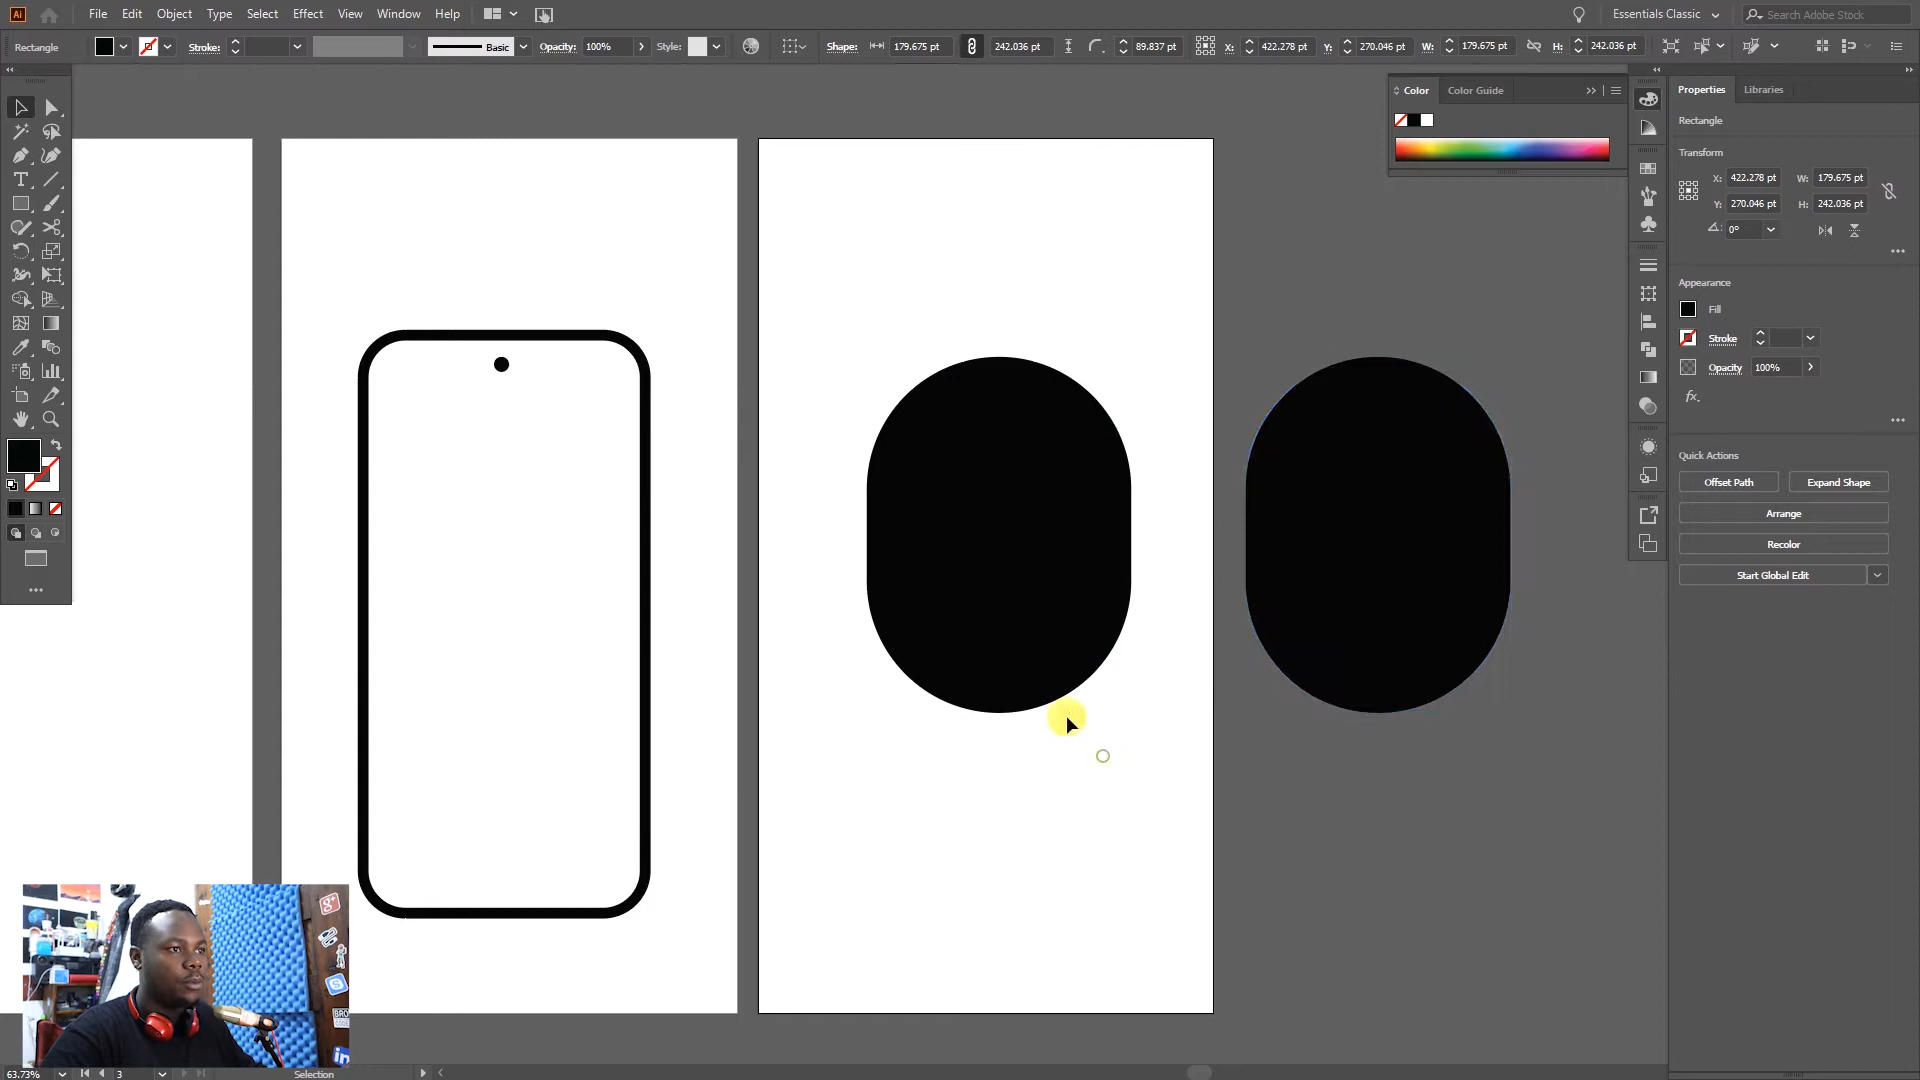 Ai File Edit Object Type Select Effect View Window Help Essentials Classic Search Adobe Stock
Rectangle Stroke: Basic Opacity: 100% Style: Shape: 179.675 pt 242.036 pt 89.837 pt X: 422.278 pt Y: 270.046 pt W: 179.675 pt H: 242.036 pt
Color Color Guide
Properties Libraries
Rectangle
Transform
X: 422.278 pt W: 179.675 pt
Y: 270.046 pt H: 242.036 pt
0°
Appearance
Fill
Stroke
Opacity 100%
fx.
Quick Actions
Offset Path Expand Shape
Arrange
Recolor
Start Global Edit
63.73% 3 Selection